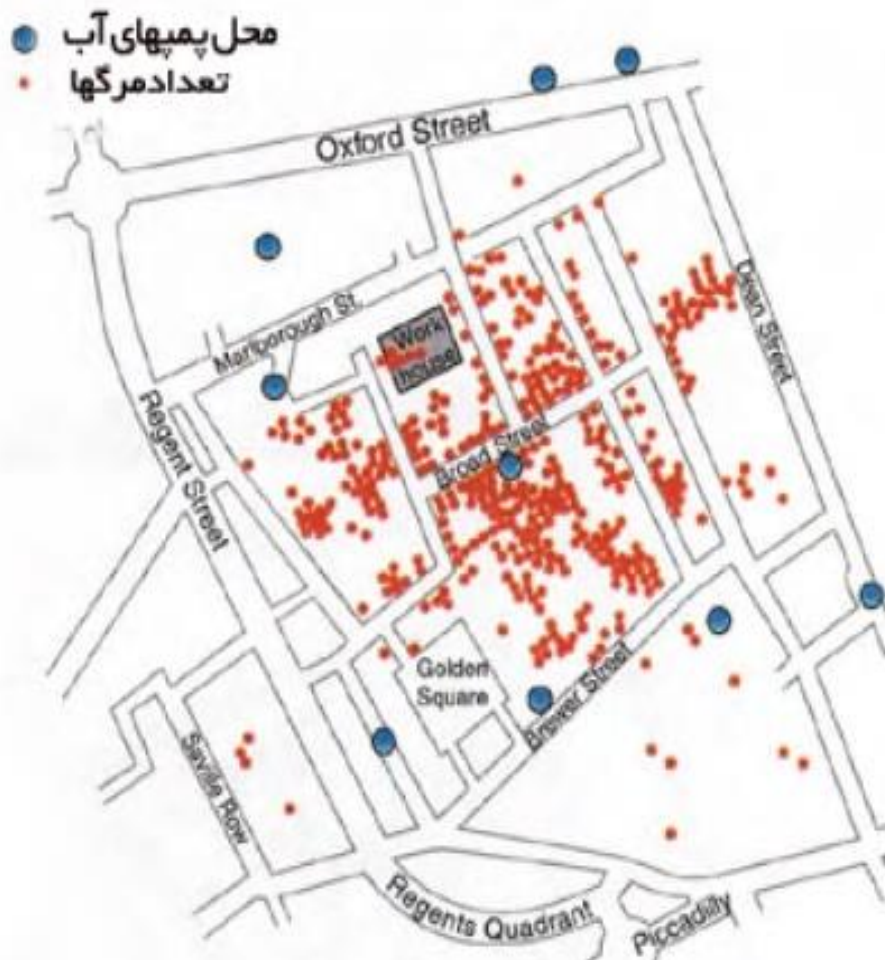 محل پمپهای آب
تعداد مرگها
Oxford Street
Marlborough St.
Work
house
Dean Street
Regent Street
Broad Street
Golden
Square
Brewer Street
Saville Row
Regents Quadrant
Piccadilly